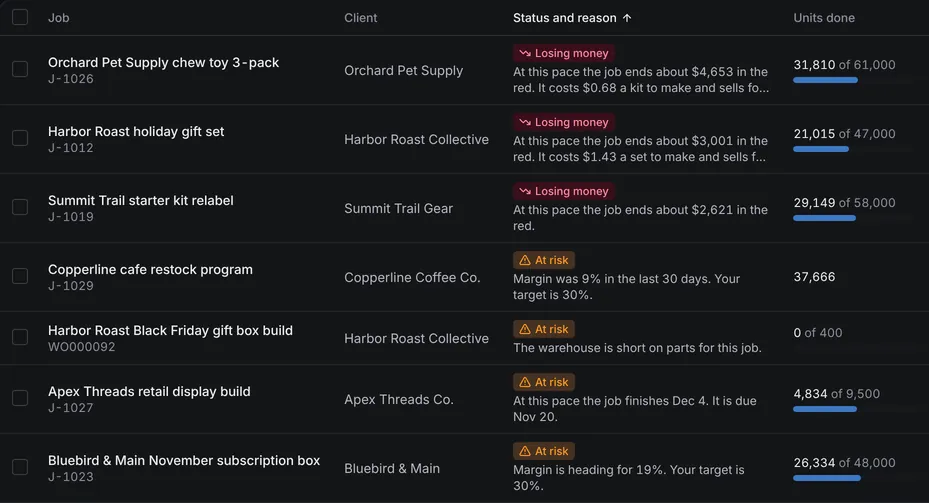 Job Client Status and reason ↑ Units done
Orchard Pet Supply chew toy 3-pack
J-1026
Orchard Pet Supply
Losing money
At this pace the job ends about $4,653 in the
red. It costs $0.68 a kit to make and sells fo...
31,810 of 61,000
Harbor Roast holiday gift set
J-1012
Harbor Roast Collective
Losing money
At this pace the job ends about $3,001 in the
red. It costs $1.43 a set to make and sells f...
21,015 of 47,000
Summit Trail starter kit relabel
J-1019
Summit Trail Gear
Losing money
At this pace the job ends about $2,621 in the
red.
29,149 of 58,000
Copperline cafe restock program
J-1029
Copperline Coffee Co.
At risk
Margin was 9% in the last 30 days. Your
target is 30%.
37,666
Harbor Roast Black Friday gift box build
WO000092
Harbor Roast Collective
At risk
The warehouse is short on parts for this job.
0 of 400
Apex Threads retail display build
J-1027
Apex Threads Co.
At risk
At this pace the job finishes Dec 4. It is due
Nov 20.
4,834 of 9,500
Bluebird & Main November subscription box
J-1023
Bluebird & Main
At risk
Margin is heading for 19%. Your target is
30%.
26,334 of 48,000